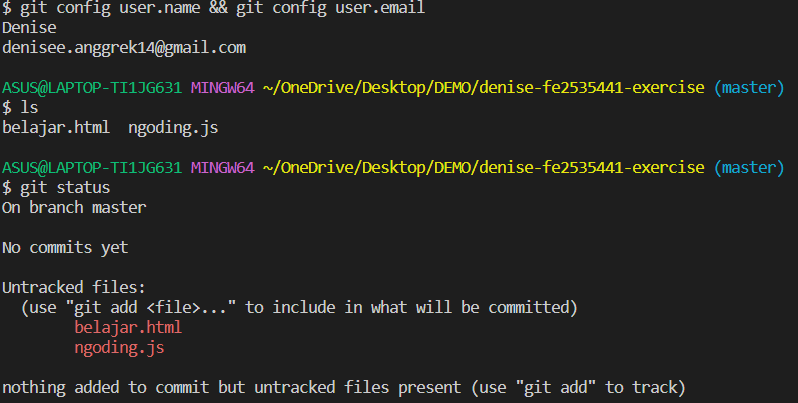 $ git config user.name && git config user.email
Denise
denisee.anggrek14@gmail.com
ASUS@LAPTOP-TI1JG631 MINGW64 ~/OneDrive/Desktop/DEMO/denise-fe2535441-exercise (master)
$ ls
belajar.html  ngoding.js
ASUS@LAPTOP-TI1JG631 MINGW64 ~/OneDrive/Desktop/DEMO/denise-fe2535441-exercise (master)
$ git status
On branch master
No commits yet
Untracked files:
  (use "git add <file>..." to include in what will be committed)
        belajar.html
        ngoding.js
nothing added to commit but untracked files present (use "git add" to track)